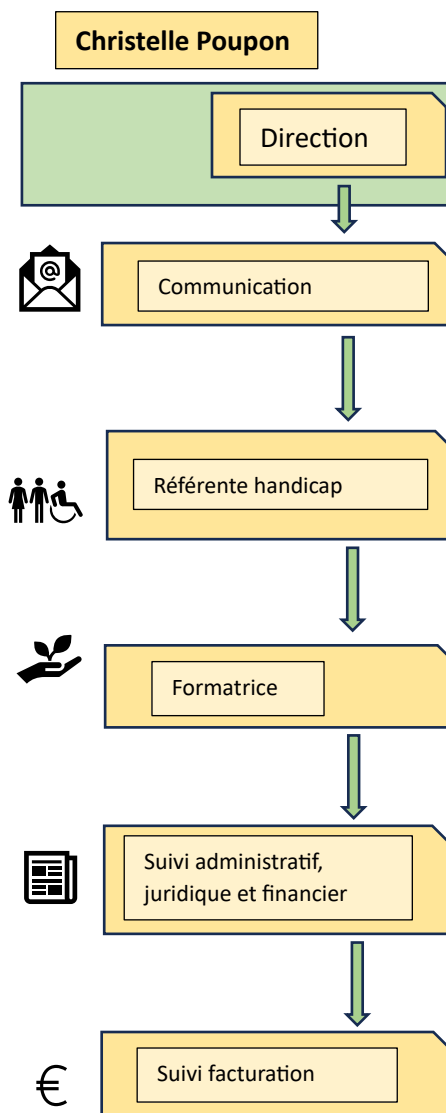 Christelle Poupon
Direction
@
Communication
Référente handicap
Formatrice
Suivi administratif,
juridique et financier
€
Suivi facturation